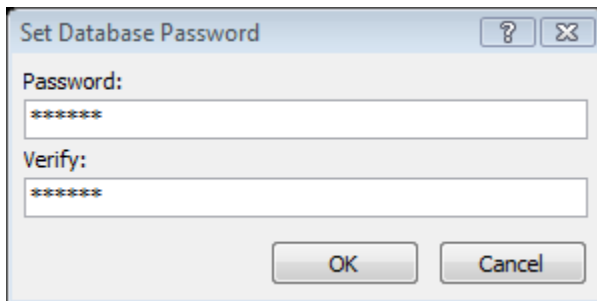 Set Database Password
Password:
******
Verify:
******
OK Cancel